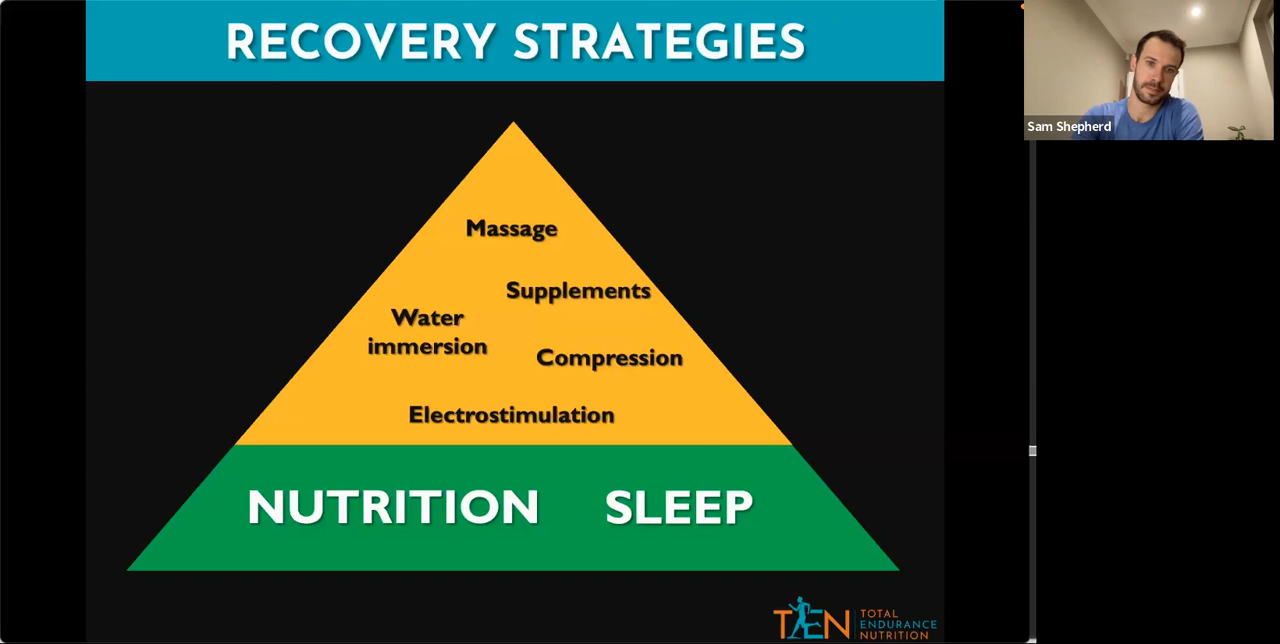 RECOVERY STRATEGIES
Sam Shepherd
Massage
Supplements
Water
immersion
Compression
Electrostimulation
NUTRITION SLEEP
TEN TOTAL
ENDURANCE
NUTRITION